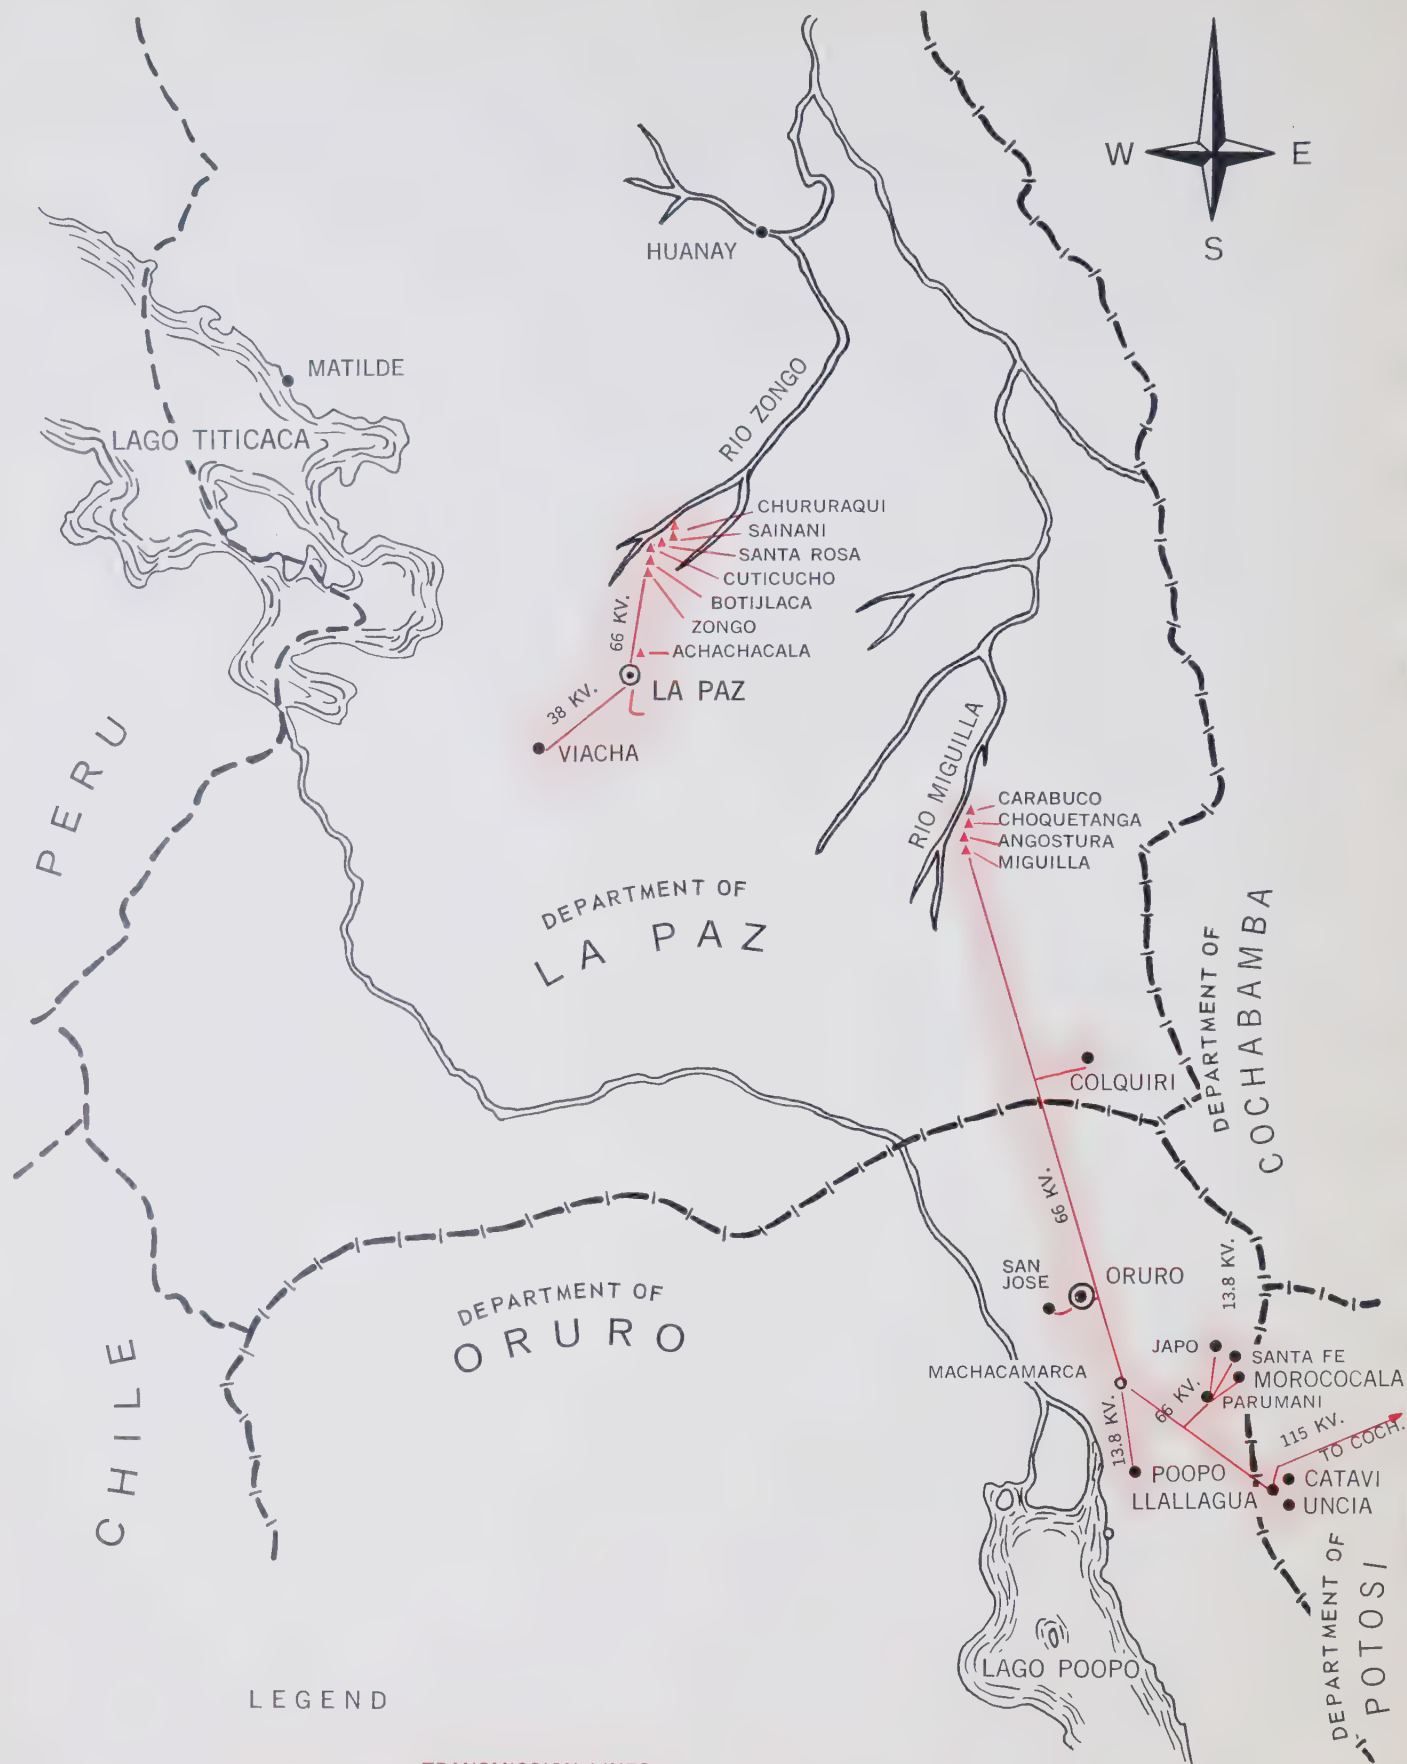 W E
S
HUANAY
MATILDE
LAGO TITICACA
RIO ZONGO
CHURURAQUI
SAINANI
SANTA ROSA
CUTICUCHO
BOTIJLACA
ZONGO
66 KV.
ACHACHACALA
LA PAZ
38 KV.
VIACHA
PERU
RIO MIGUILLA
CARABUCO
CHOQUETANGA
ANGOSTURA
MIGUILLA
DEPARTMENT OF
LA PAZ
DEPARTMENT OF
COCHABAMBA
COLQUIRI
66 KV.
SAN
JOSE
ORURO
13.8 KV.
DEPARTMENT OF
ORURO
CHILE
JAPO
SANTA FE
MACHACAMARCA
MOROCOCALA
PARUMANI
66 KV.
13.8 KV.
115 KV.
TO COCH.
POOPO
CATAVI
LLALLAGUA
UNCIA
DEPARTMENT OF
POTOSI
LAGO POOPO
LEGEND